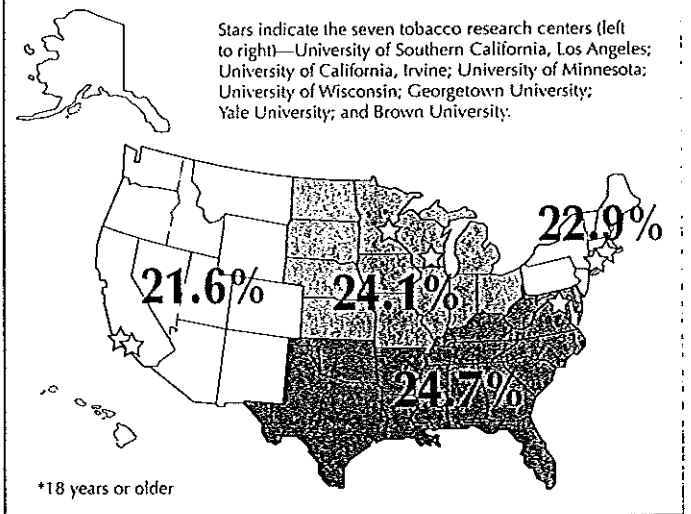 Stars indicate the seven tobacco research centers (left
to right)—University of Southern California, Los Angeles;
University of California, Irvine; University of Minnesota;
University of Wisconsin; Georgetown University;
Yale University; and Brown University.
22.9%
21.6%
24.1%
24.7%
*18 years or older